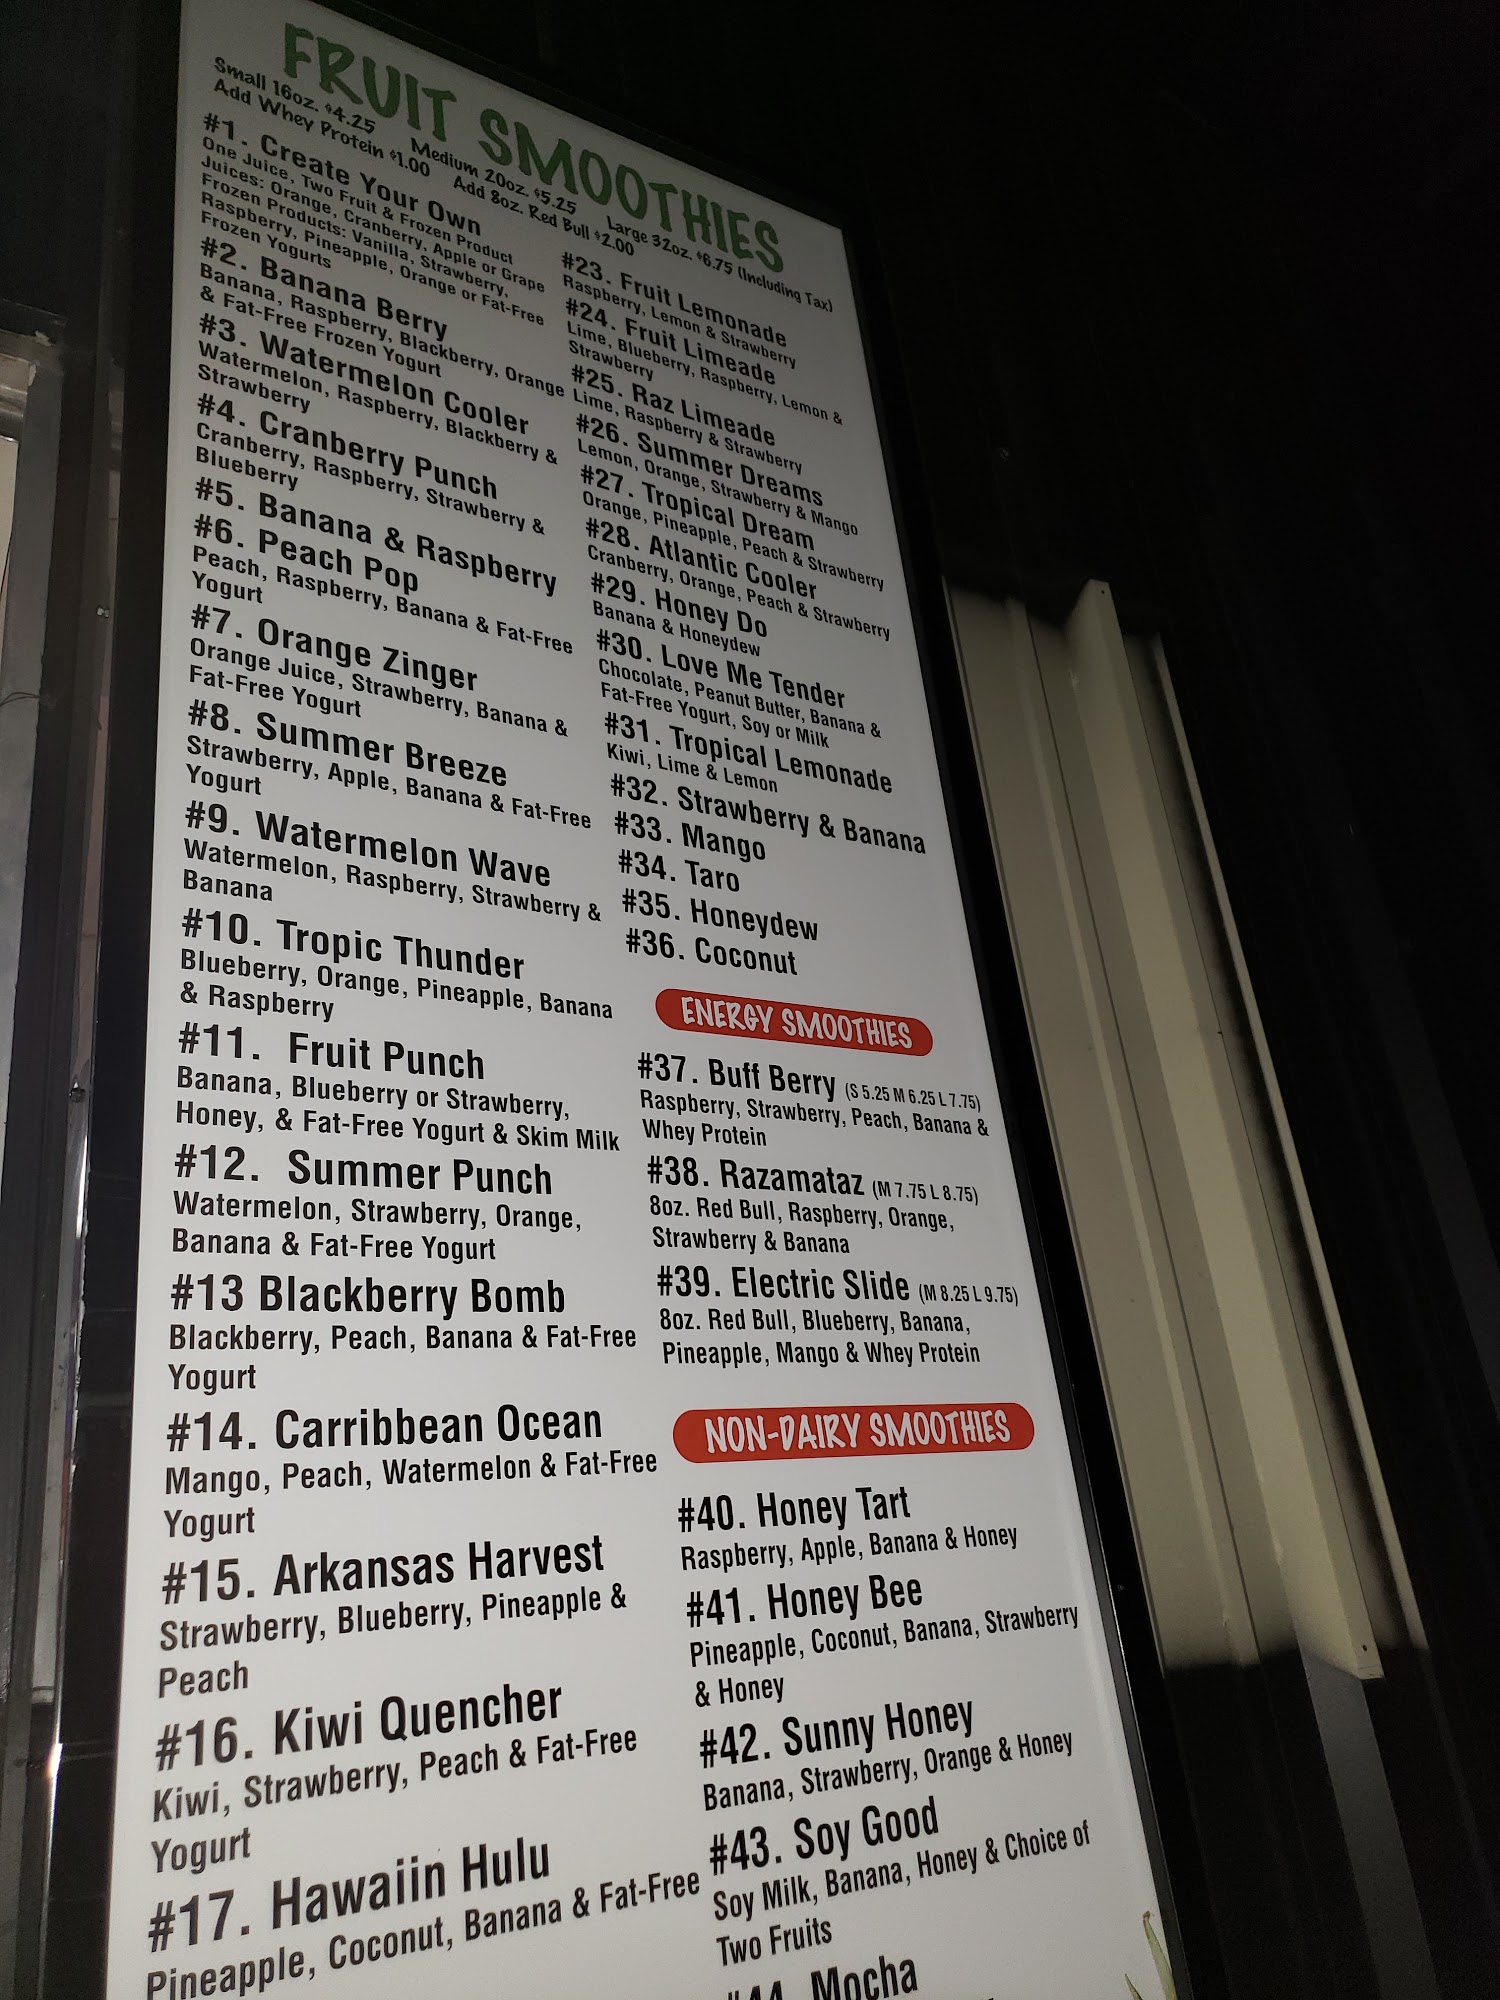 FRUIT SMOOTHIES
Small 16oz. $4.25 Medium 20oz. $5.25 Large 32oz. $6.75 (Including Tax)
Add Whey Protein $1.00 Add 8oz. Red Bull $2.00
#1. Create Your Own
One Juice, Two Fruit & Frozen Product
Juices: Orange, Cranberry, Apple or Grape
Frozen Products: Vanilla, Strawberry,
Raspberry, Pineapple, Orange or Fat-Free
Frozen Yogurts
#2. Banana Berry
Banana, Raspberry, Blackberry, Orange
& Fat-Free Frozen Yogurt
#3. Watermelon Cooler
Watermelon, Raspberry, Blackberry &
Strawberry
#4. Cranberry Punch
Cranberry, Raspberry, Strawberry &
Blueberry
#5. Banana & Raspberry
#6. Peach Pop
Peach, Raspberry, Banana & Fat-Free
Yogurt
#7. Orange Zinger
Orange Juice, Strawberry, Banana &
Fat-Free Yogurt
#8. Summer Breeze
Strawberry, Apple, Banana & Fat-Free
Yogurt
#9. Watermelon Wave
Watermelon, Raspberry, Strawberry &
Banana
#10. Tropic Thunder
Blueberry, Orange, Pineapple, Banana
& Raspberry
#11. Fruit Punch
Banana, Blueberry or Strawberry,
Honey, & Fat-Free Yogurt & Skim Milk
#12. Summer Punch
Watermelon, Strawberry, Orange,
Banana & Fat-Free Yogurt
#13 Blackberry Bomb
Blackberry, Peach, Banana & Fat-Free
Yogurt
#14. Carribbean Ocean
Mango, Peach, Watermelon & Fat-Free
Yogurt
#15. Arkansas Harvest
Strawberry, Blueberry, Pineapple &
Peach
#16. Kiwi Quencher
Kiwi, Strawberry, Peach & Fat-Free
Yogurt
#17. Hawaiin Hulu
Pineapple, Coconut, Banana & Fat-Free
#23. Fruit Lemonade
Raspberry, Lemon & Strawberry
#24. Fruit Limeade
Lime, Blueberry, Raspberry, Lemon &
Strawberry
#25. Raz Limeade
Lime, Raspberry & Strawberry
#26. Summer Dreams
Lemon, Orange, Strawberry & Mango
#27. Tropical Dream
Orange, Pineapple, Peach & Strawberry
#28. Atlantic Cooler
Cranberry, Orange, Peach & Strawberry
#29. Honey Do
Banana & Honeydew
#30. Love Me Tender
Chocolate, Peanut Butter, Banana &
Fat-Free Yogurt, Soy or Milk
#31. Tropical Lemonade
Kiwi, Lime & Lemon
#32. Strawberry & Banana
#33. Mango
#34. Taro
#35. Honeydew
#36. Coconut
ENERGY SMOOTHIES
#37. Buff Berry (S 5.25 M 6.25 L 7.75)
Raspberry, Strawberry, Peach, Banana &
Whey Protein
#38. Razamataz (M 7.75 L 8.75)
8oz. Red Bull, Raspberry, Orange,
Strawberry & Banana
#39. Electric Slide (M 8.25 L 9.75)
8oz. Red Bull, Blueberry, Banana,
Pineapple, Mango & Whey Protein
NON-DAIRY SMOOTHIES
#40. Honey Tart
Raspberry, Apple, Banana & Honey
#41. Honey Bee
Pineapple, Coconut, Banana, Strawberry
& Honey
#42. Sunny Honey
Banana, Strawberry, Orange & Honey
#43. Soy Good
Soy Milk, Banana, Honey & Choice of
Two Fruits
#44. Mocha